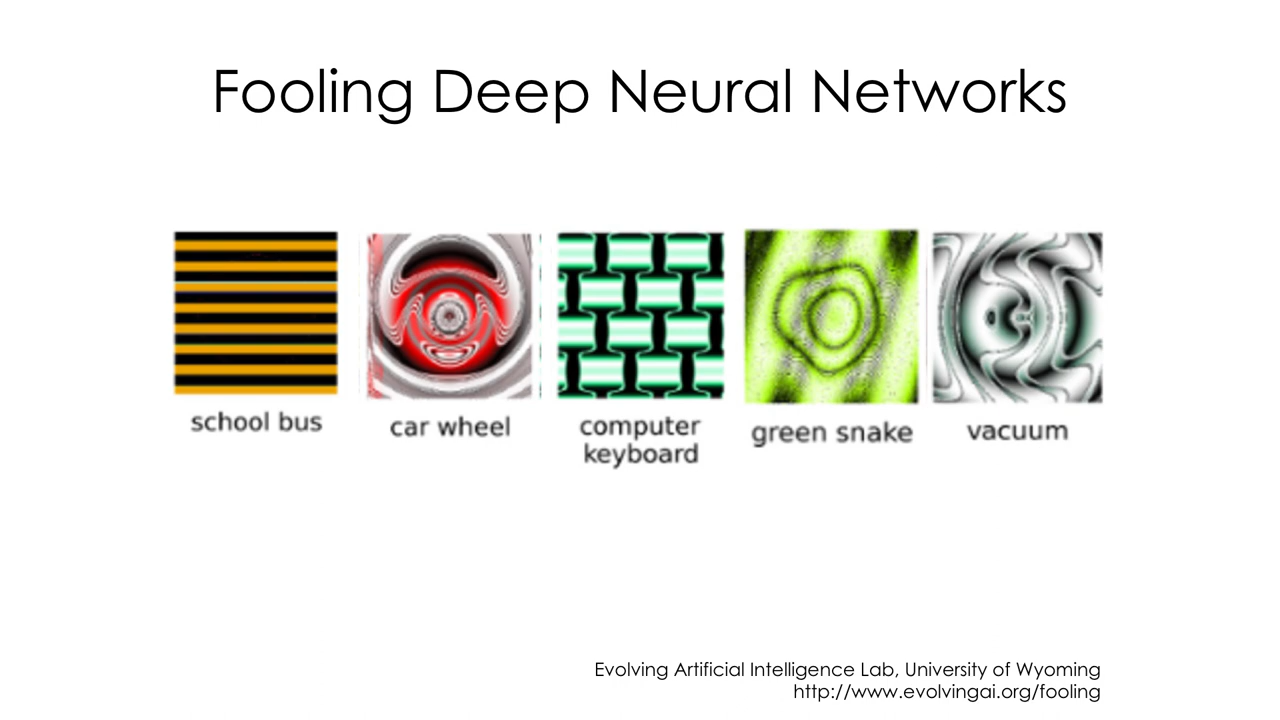 Fooling Deep Neural Networks
school bus
car wheel
computer
keyboard
green snake
vacuum
Evolving Artificial Intelligence Lab, University of Wyoming
http://www.evolvingai.org/fooling